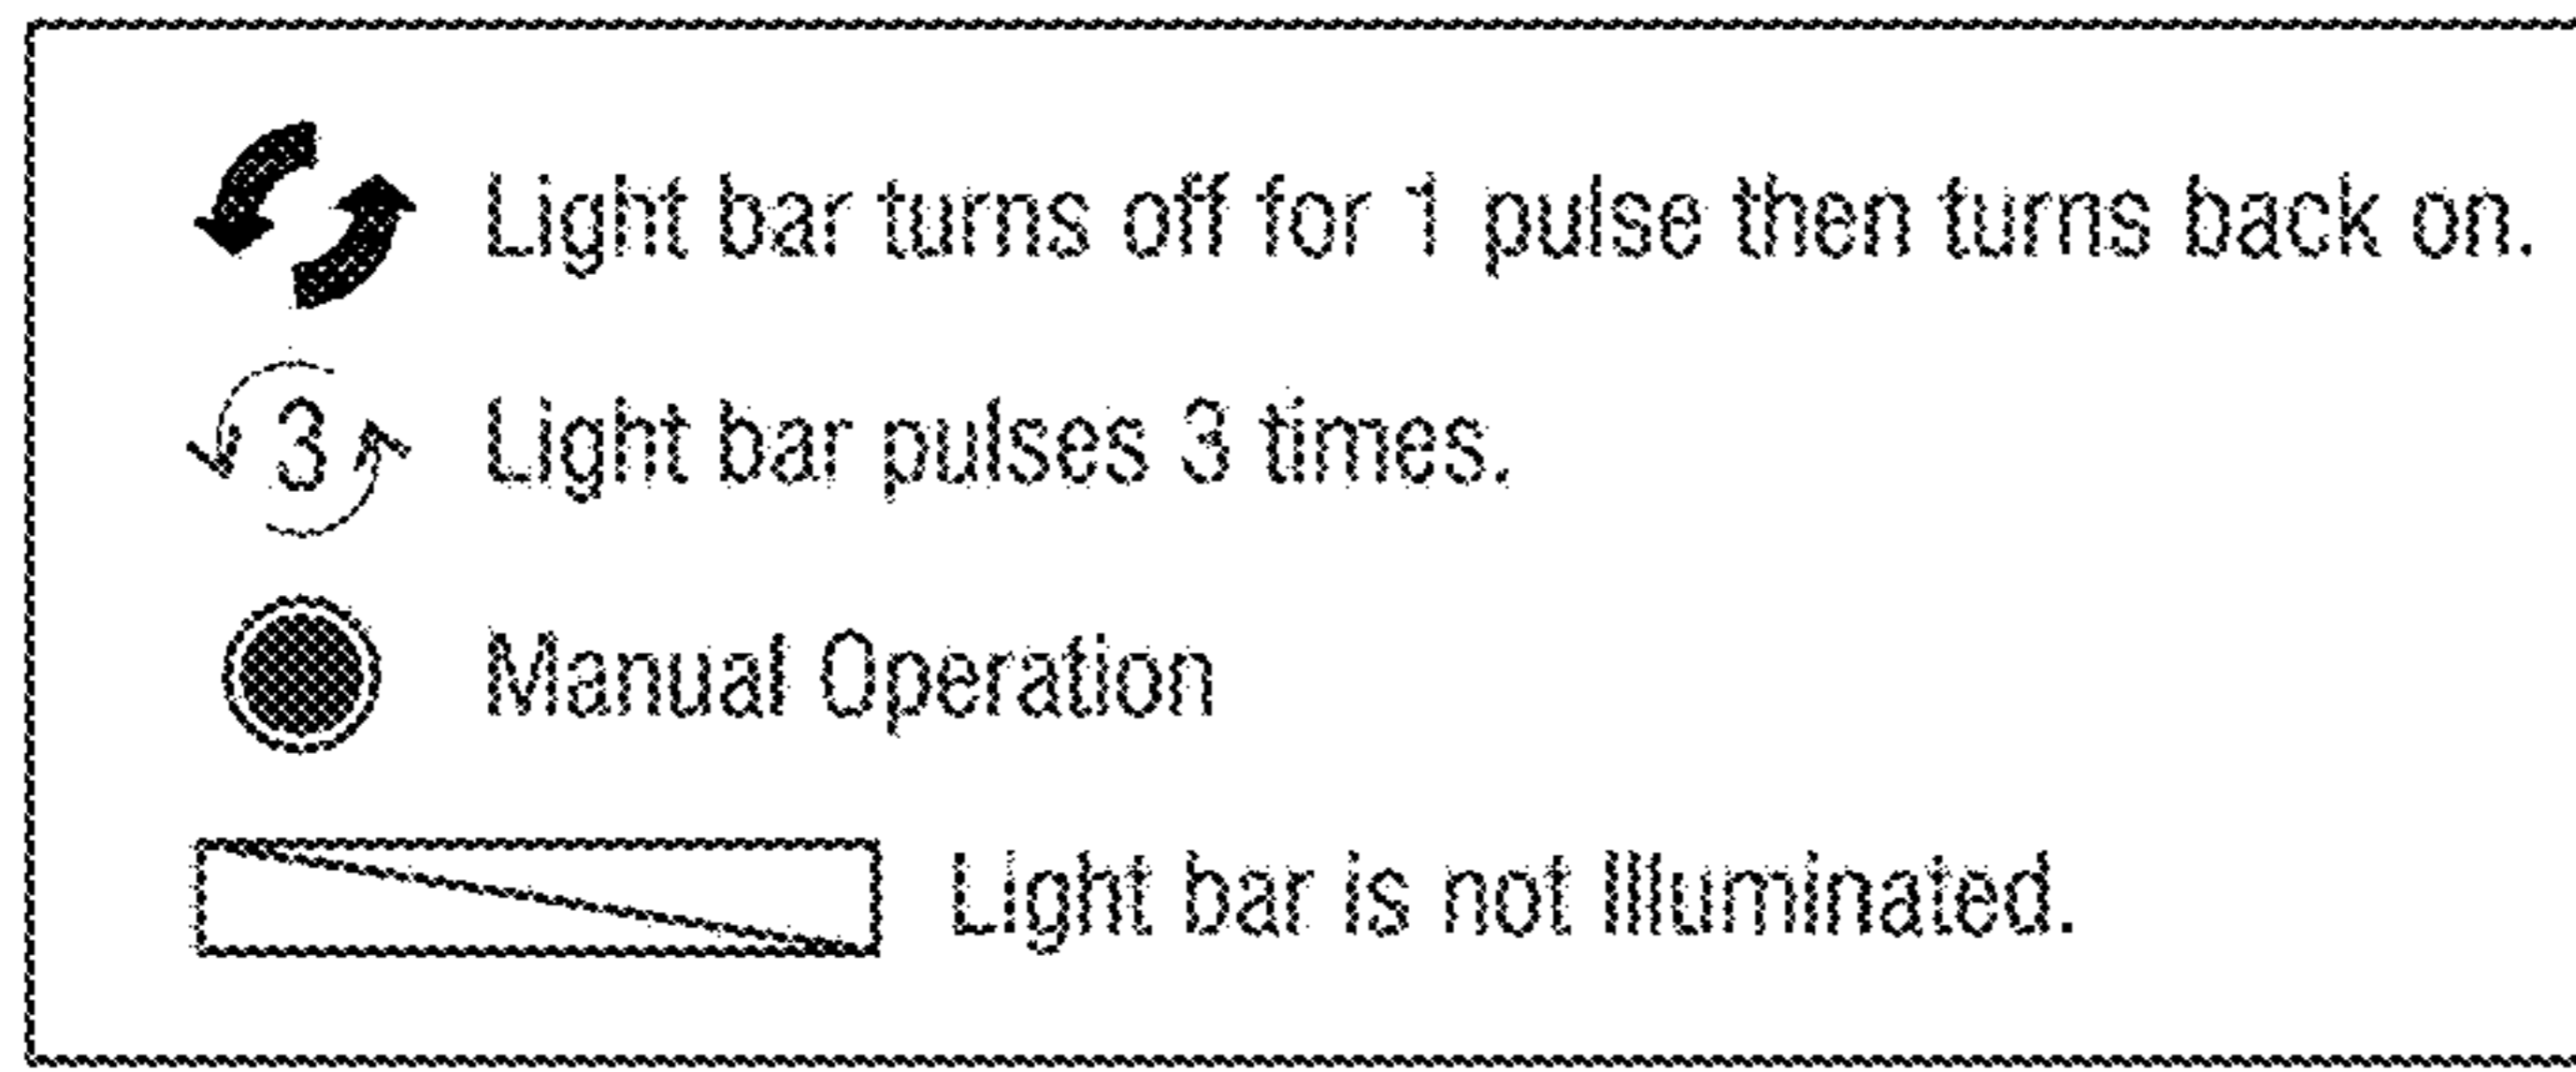 Light bar turns off for 1 pulse then turns back on.
3 Light bar pulses 3 times.
Manual Operation
Light bar is not Illuminated.